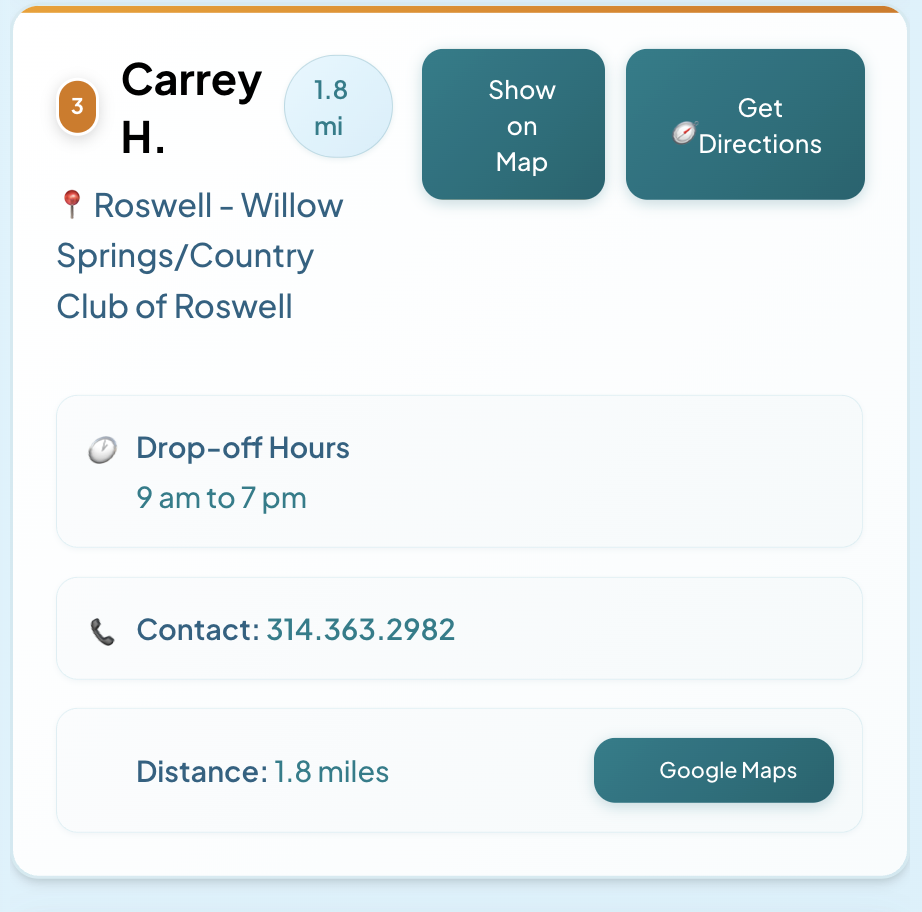 3
Carrey
H.
1.8
mi
Show
on
Map
Get
Directions
Roswell - Willow
Springs/Country
Club of Roswell
Drop-off Hours
9 am to 7 pm
Contact: 314.363.2982
Distance: 1.8 miles
Google Maps